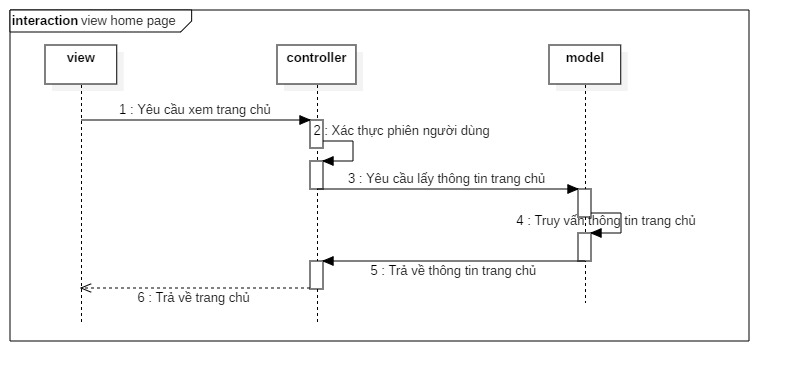 interaction view home page
view
controller
model
1 : Yêu cầu xem trang chủ
2 : Xác thực phiên người dùng
3 : Yêu cầu lấy thông tin trang chủ
4 : Truy vấn thông tin trang chủ
5 : Trả về thông tin trang chủ
6 : Trả về trang chủ